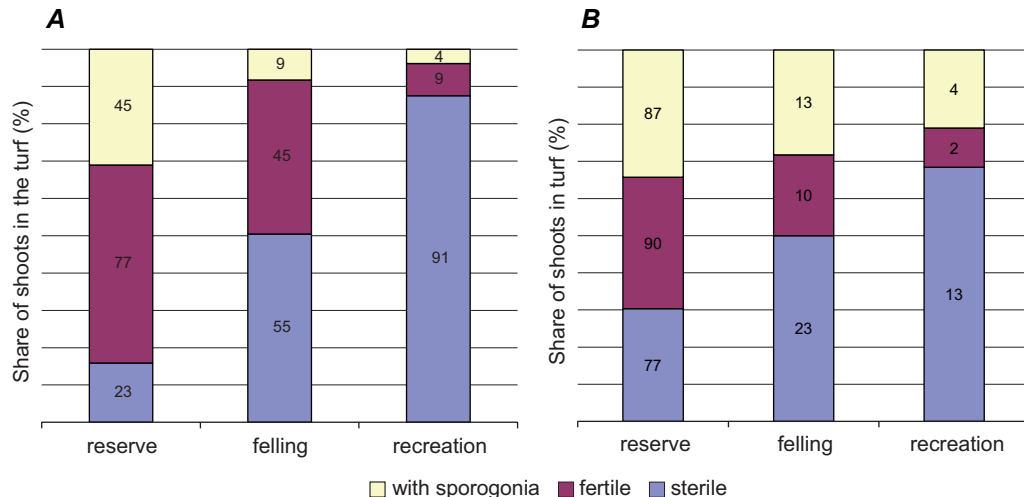 A
Share of shoots in the turf (%)
45
77
23
9
45
55
4
9
91
reserve felling recreation
B
Share of shoots in turf (%)
87
90
77
13
10
23
4
2
13
reserve felling recreation
with sporogonia fertile sterile